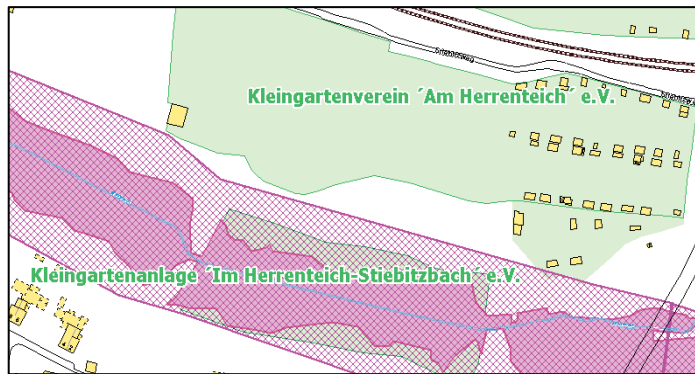 Kleingartenverein ´Am Herrenteich´ e.V.
Kleingartenanlage ´Im Herrenteich-Stiebitzbach´ e.V.